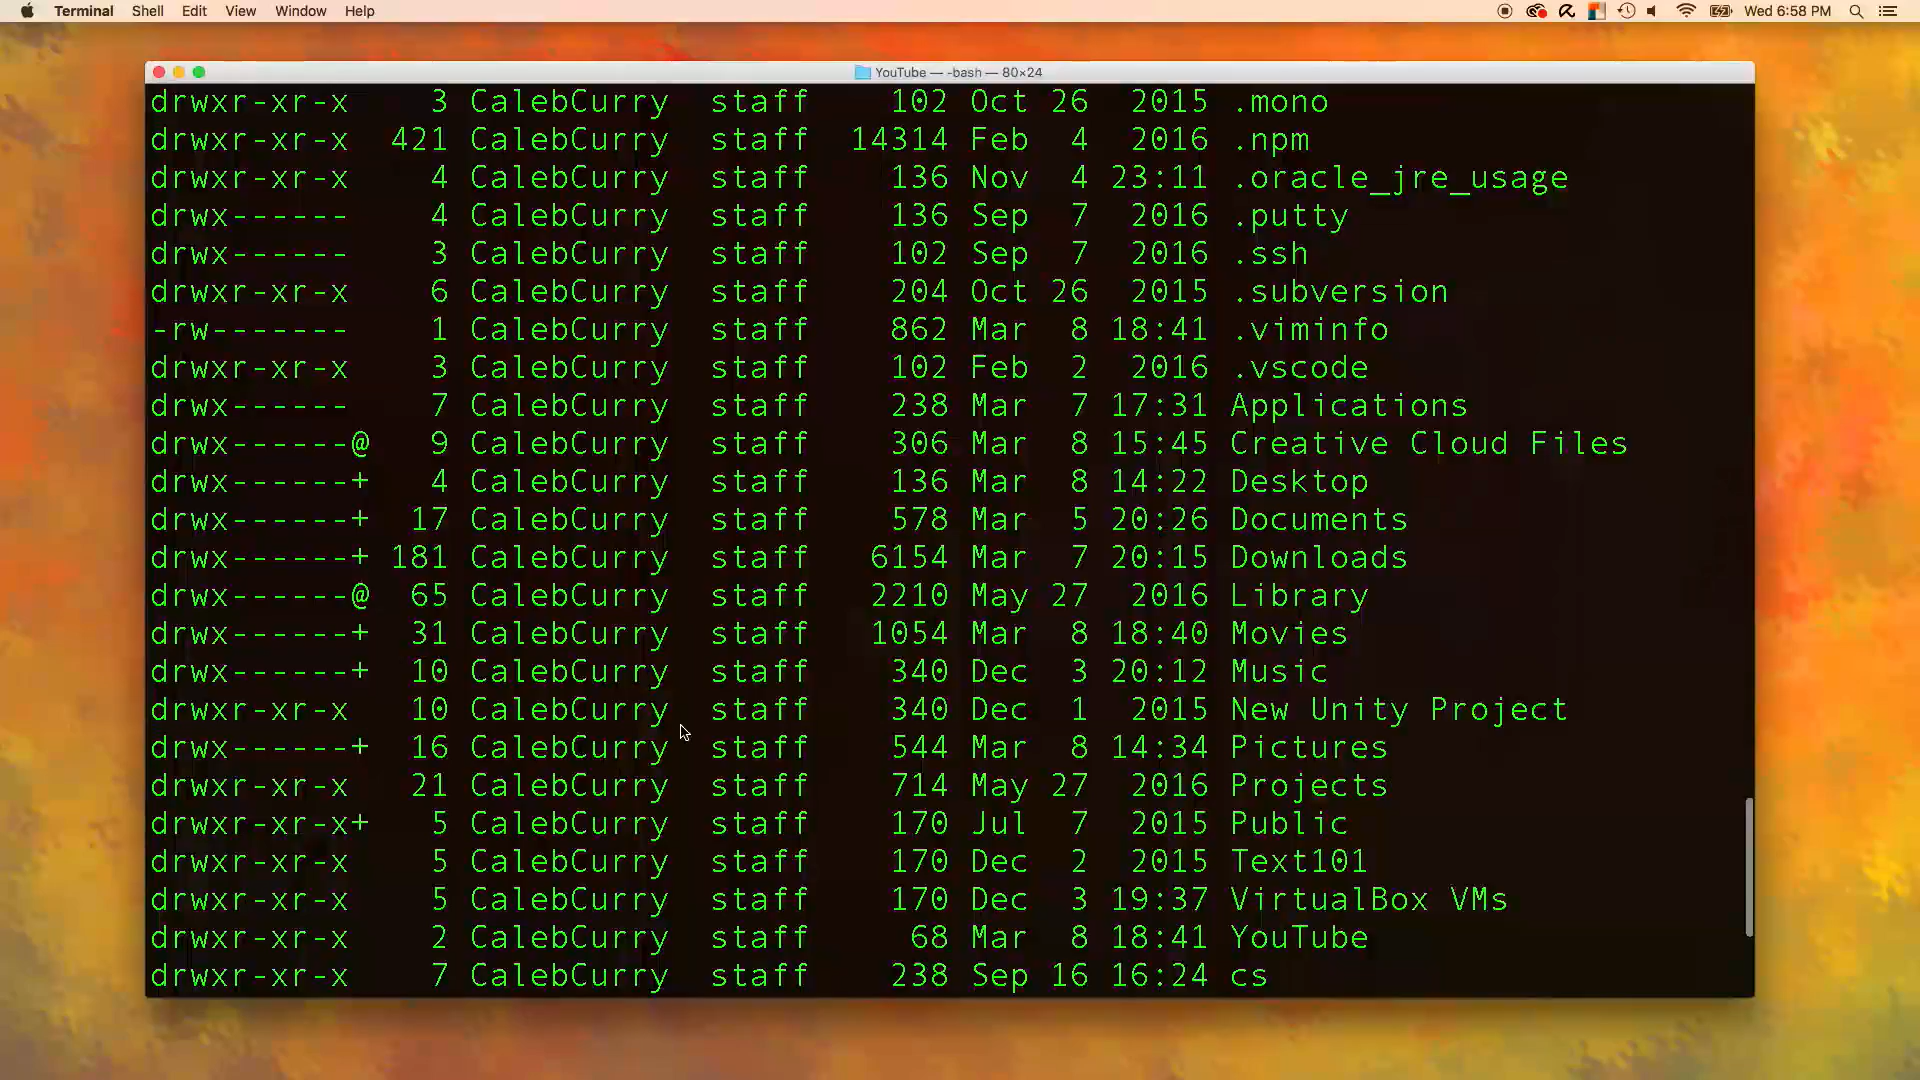 Terminal Shell Edit View Window Help Wed 6:58 PM
YouTube — -bash — 80×24
drwxr-xr-x 3 CalebCurry staff 102 Oct 26 2015 .mono
drwxr-xr-x 421 CalebCurry staff 14314 Feb 4 2016 .npm
drwxr-xr-x 4 CalebCurry staff 136 Nov 4 23:11 .oracle_jre_usage
drwx------ 4 CalebCurry staff 136 Sep 7 2016 .putty
drwx------ 3 CalebCurry staff 102 Sep 7 2016 .ssh
drwxr-xr-x 6 CalebCurry staff 204 Oct 26 2015 .subversion
-rw------- 1 CalebCurry staff 862 Mar 8 18:41 .viminfo
drwxr-xr-x 3 CalebCurry staff 102 Feb 2 2016 .vscode
drwx------ 7 CalebCurry staff 238 Mar 7 17:31 Applications
drwx------@ 9 CalebCurry staff 306 Mar 8 15:45 Creative Cloud Files
drwx------+ 4 CalebCurry staff 136 Mar 8 14:22 Desktop
drwx------+ 17 CalebCurry staff 578 Mar 5 20:26 Documents
drwx------+ 181 CalebCurry staff 6154 Mar 7 20:15 Downloads
drwx------@ 65 CalebCurry staff 2210 May 27 2016 Library
drwx------+ 31 CalebCurry staff 1054 Mar 8 18:40 Movies
drwx------+ 10 CalebCurry staff 340 Dec 3 20:12 Music
drwxr-xr-x 10 CalebCurry staff 340 Dec 1 2015 New Unity Project
drwx------+ 16 CalebCurry staff 544 Mar 8 14:34 Pictures
drwxr-xr-x 21 CalebCurry staff 714 May 27 2016 Projects
drwxr-xr-x+ 5 CalebCurry staff 170 Jul 7 2015 Public
drwxr-xr-x 5 CalebCurry staff 170 Dec 2 2015 Text101
drwxr-xr-x 5 CalebCurry staff 170 Dec 3 19:37 VirtualBox VMs
drwxr-xr-x 2 CalebCurry staff 68 Mar 8 18:41 YouTube
drwxr-xr-x 7 CalebCurry staff 238 Sep 16 16:24 cs